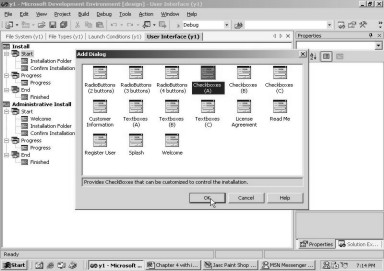 y1 - Microsoft Development Environment [design] - User Interface (y1)
File Edit View Project Build Debug Tools Action Window Help
Debug
File System (y1) File Types (y1) Launch Conditions (y1) User Interface (y1)
Properties
Install
Start
Installation Folder
Confirm Installation
Progress
Progress
End
Finished
Administrative Install
Start
Welcome
Installation Folder
Confirm Installation
Progress
Progress
End
Finished
Add Dialog
RadioButtons (2 buttons)
RadioButtons (3 buttons)
RadioButtons (4 buttons)
Checkboxes (A)
Checkboxes (B)
Checkboxes (C)
Customer Information
Textboxes (A)
Textboxes (B)
Textboxes (C)
License Agreement
Read Me
Register User
Splash
Welcome
Provides CheckBoxes that can be customized to control the installation.
OK Cancel Help
Properties Solution Ex...
Ready
Start y1 - Microsoft ... Chapter 4 with i... Jasc Paint Shop ... MSN Messenger ... 7:14 PM